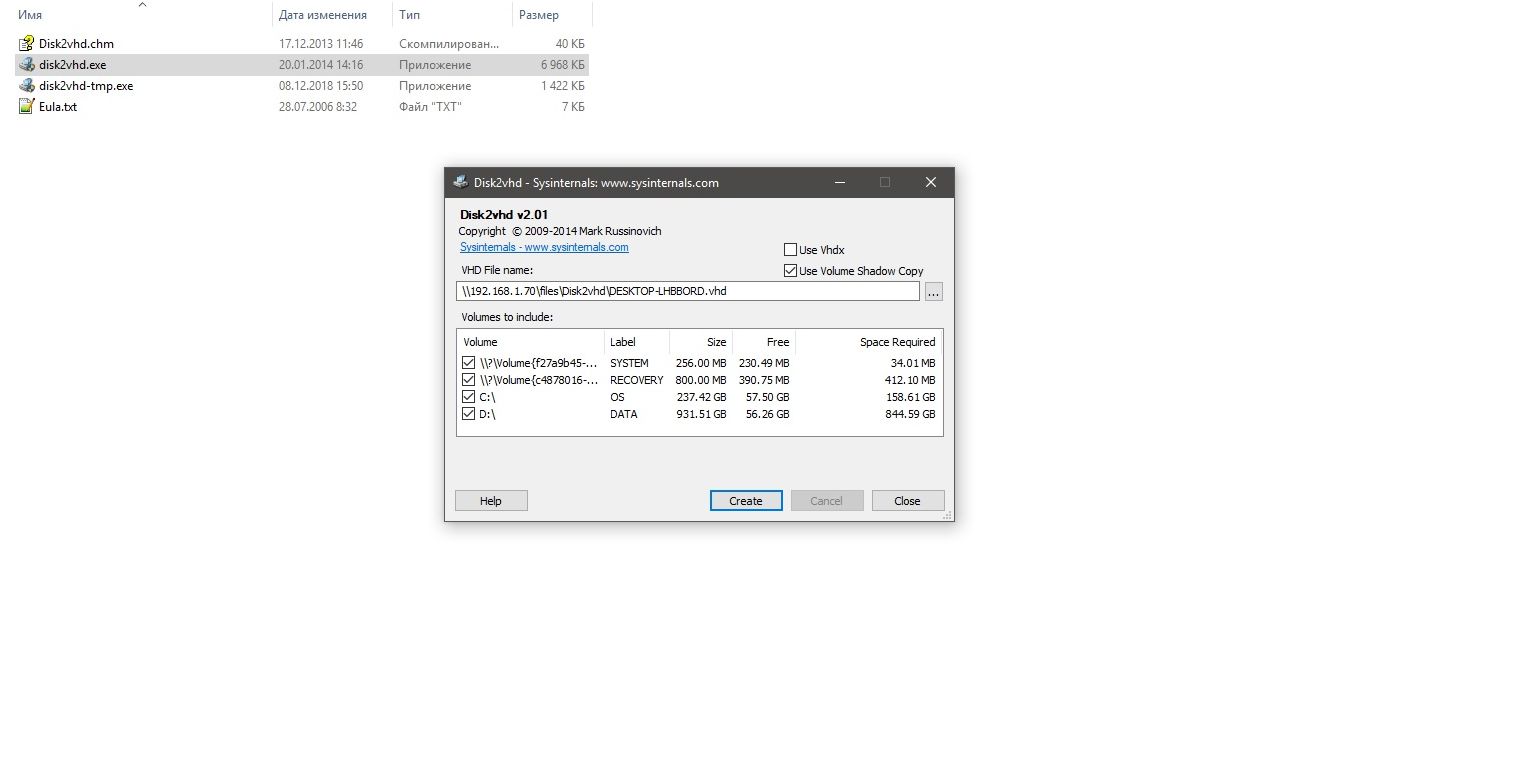 Имя Дата изменения Тип Размер
Disk2vhd.chm 17.12.2013 11:46 Скомпилирован... 40 КБ
disk2vhd.exe 20.01.2014 14:16 Приложение 6 968 КБ
disk2vhd-tmp.exe 08.12.2018 15:50 Приложение 1 422 КБ
Eula.txt 28.07.2006 8:32 Файл "TXT" 7 КБ
Disk2vhd - Sysinternals: www.sysinternals.com
Disk2vhd v2.01
Copyright © 2009-2014 Mark Russinovich
Sysinternals - www.sysinternals.com
Use Vhdx
VHD File name:
Use Volume Shadow Copy
\\192.168.1.70\files\Disk2vhd\DESKTOP-LHBBORD.vhd
...
Volumes to include:
Volume Label Size Free Space Required
\\?\Volume{f27a9b45-... SYSTEM 256.00 MB 230.49 MB 34.01 MB
\\?\Volume{c4878016-... RECOVERY 800.00 MB 390.75 MB 412.10 MB
C:\ OS 237.42 GB 57.50 GB 158.61 GB
D:\ DATA 931.51 GB 56.26 GB 844.59 GB
Help Create Cancel Close